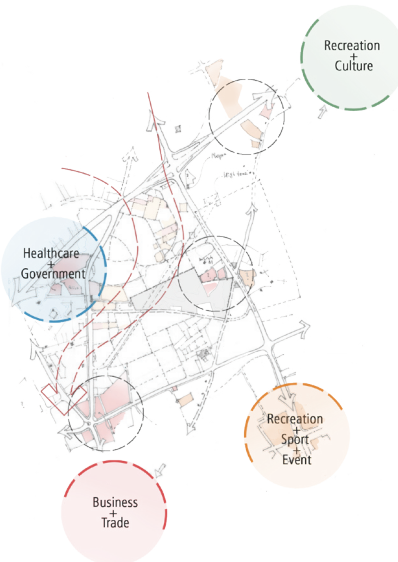 Recreation
+
Culture
Healthcare
+
Government
Recreation
+
Sport
+
Event
Business
+
Trade